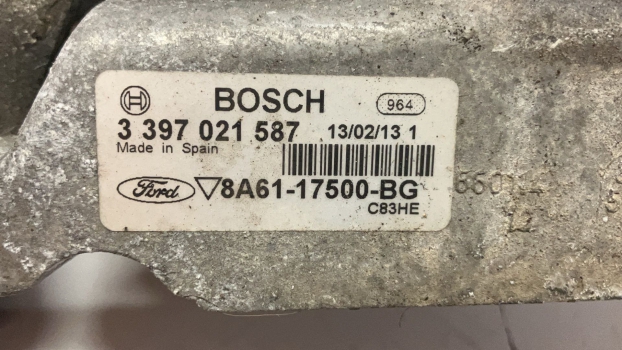 BOSCH 964
3 397 021 587 13/02/13 1
Made in Spain
Ford 8A61-17500-BG
C83HE